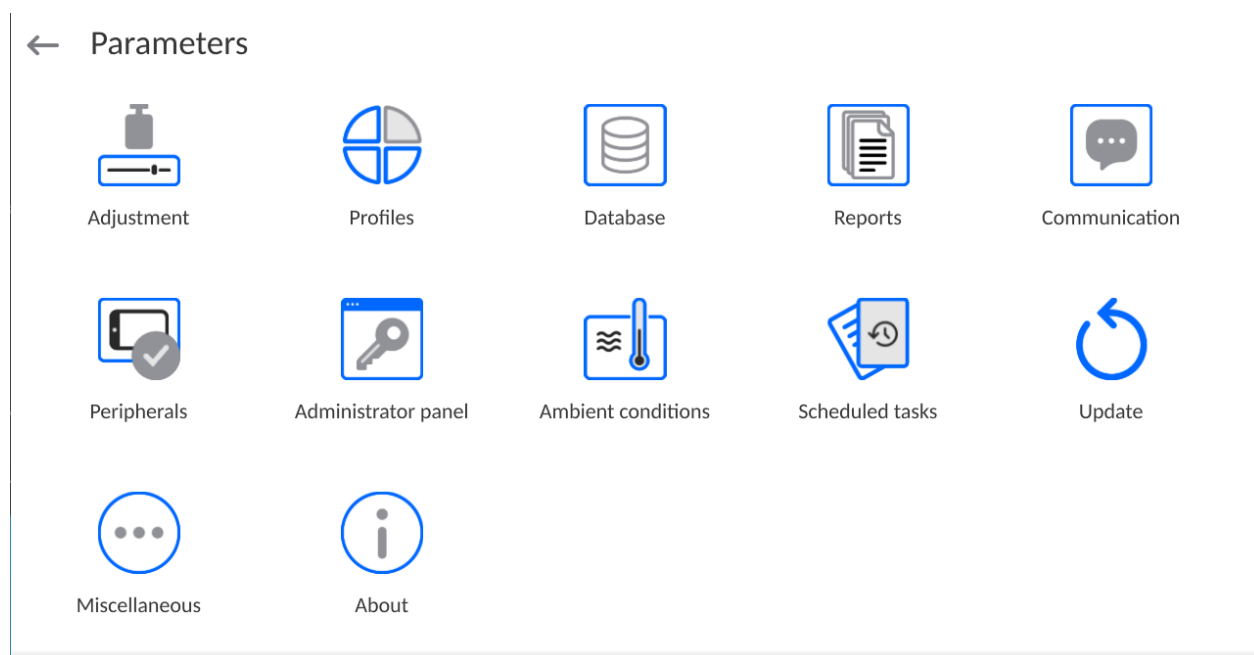 Parameters
Adjustment
Profiles
Database
Reports
Communication
Peripherals
Administrator panel
Ambient conditions
Scheduled tasks
Update
Miscellaneous
About